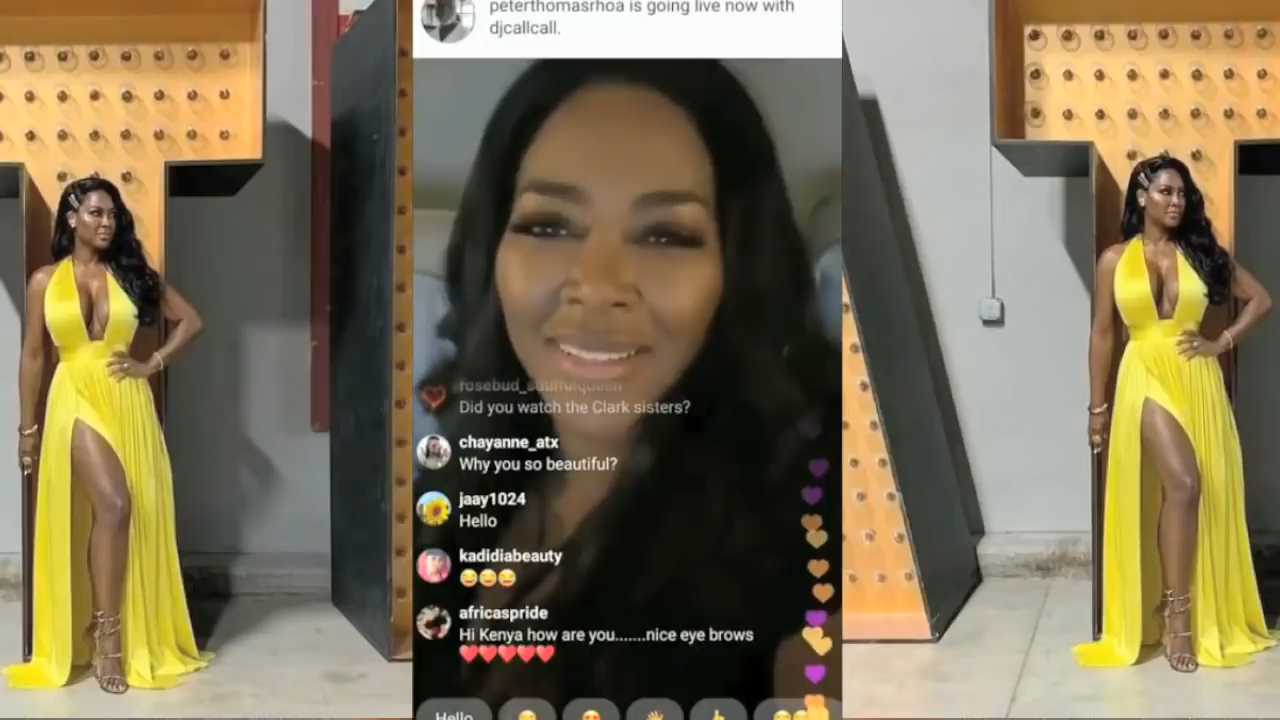 peterthomasrhoa is going live now with
djcallcall.
rosebud_soulfulqueen
Did you watch the Clark sisters?
chayanne_atx
Why you so beautiful?
jaay1024
Hello
kadidiabeauty
😂😂😂
africaspride
Hi Kenya how are you.......nice eye brows
❤️❤️❤️❤️❤️
Hello